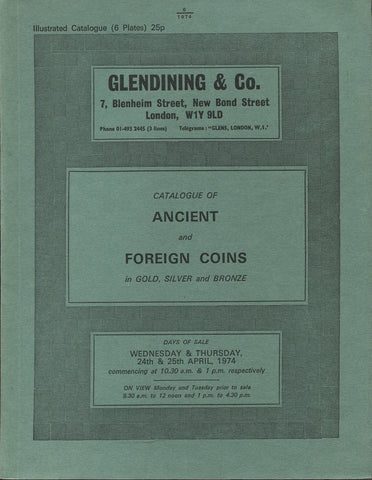 6
1974
Illustrated Catalogue (6 Plates) 25p
GLENDINING & Co.
7, Blenheim Street, New Bond Street
London, W1Y 9LD
Phone 01-493 2445 (3 lines) Telegrams: "GLENS, LONDON, W.1."
CATALOGUE OF
ANCIENT
and
FOREIGN COINS
in GOLD, SILVER and BRONZE
DAYS OF SALE
WEDNESDAY & THURSDAY,
24th & 25th APRIL, 1974
commencing at 10.30 a.m. & 1 p.m. respectively
ON VIEW Monday and Tuesday prior to sale
9.30 a.m. to 12 noon and 1 p.m. to 4.30 p.m.